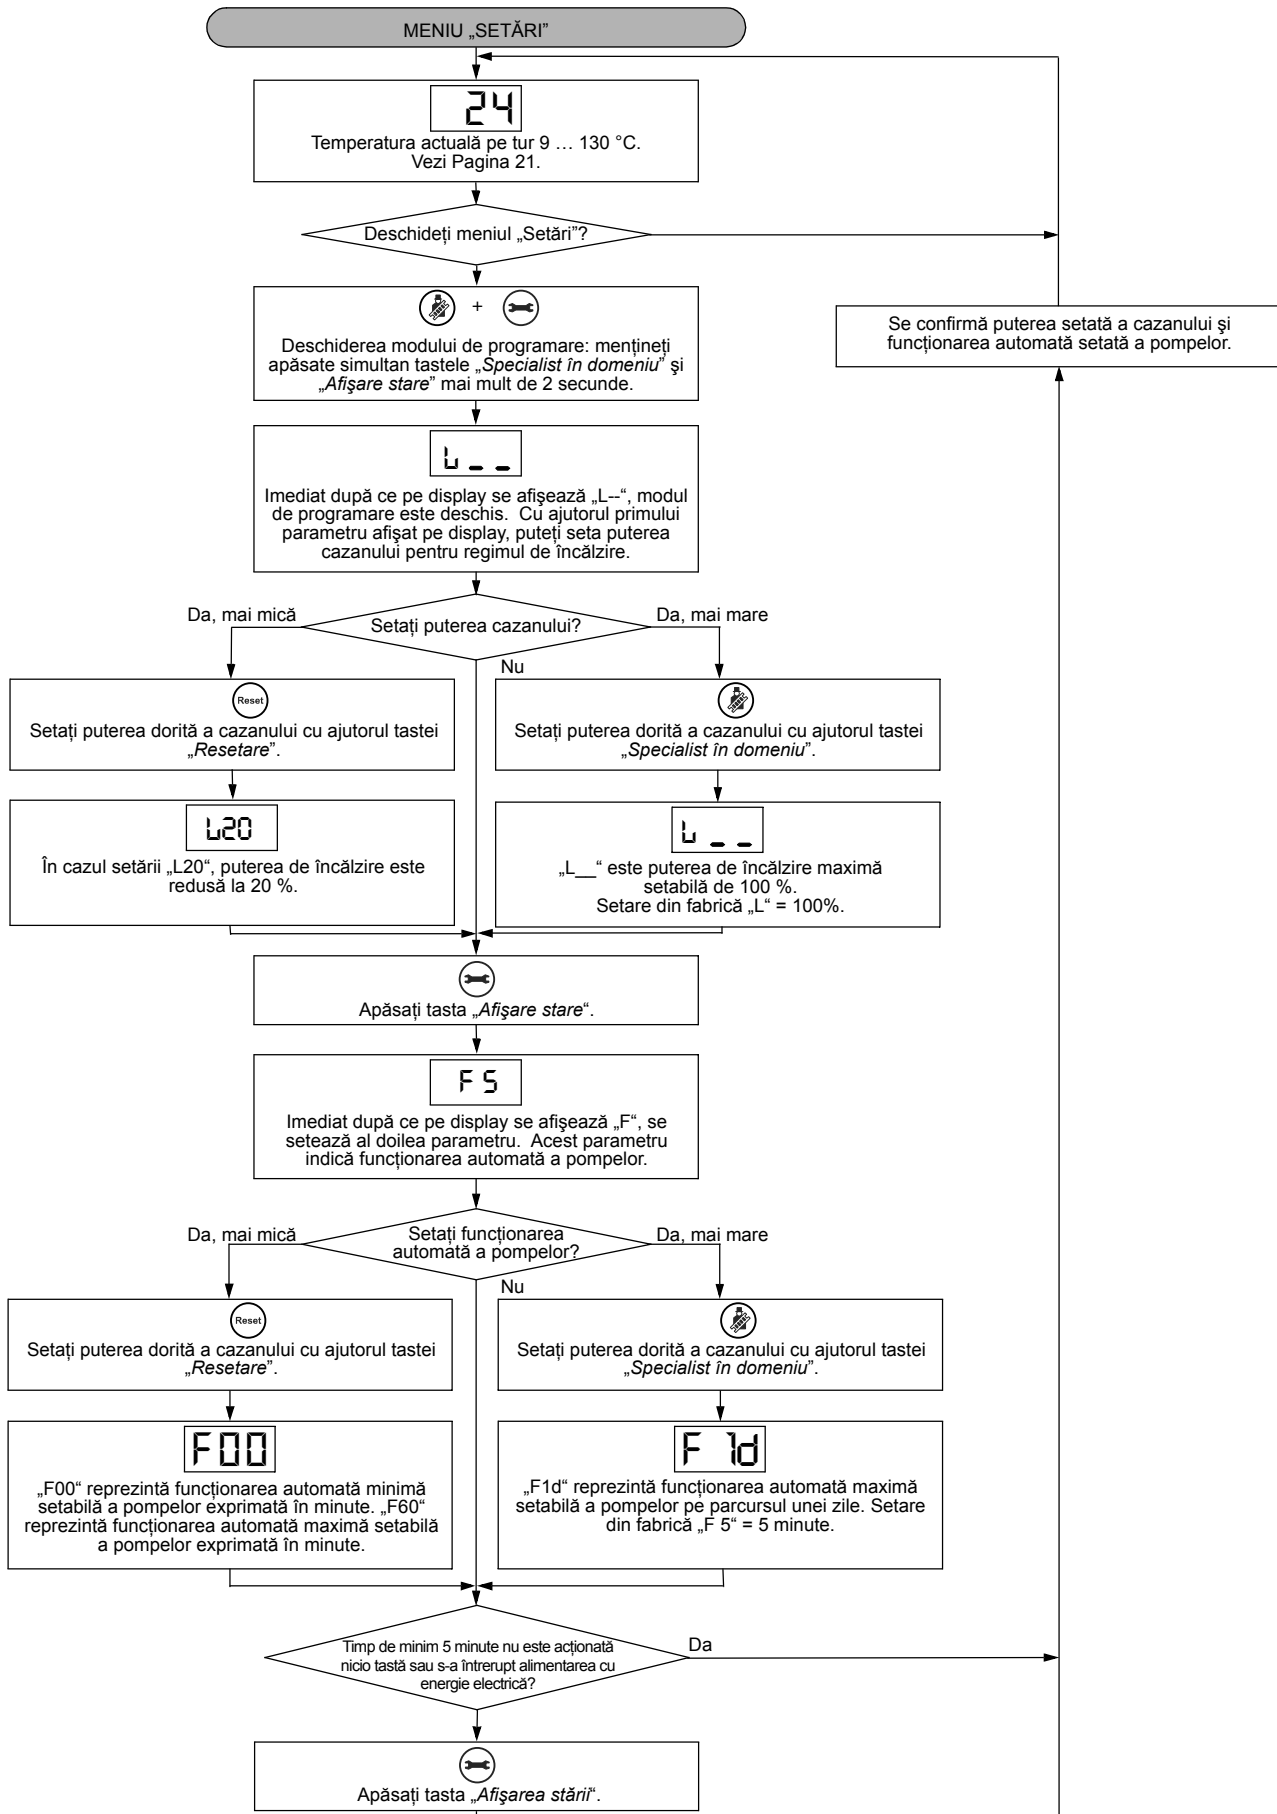 MENIU „SETĂRI”
24
Temperatura actuală pe tur 9 … 130 °C.
Vezi Pagina 21.
Deschideți meniul „Setări”?
+
Deschiderea modului de programare: mențineți
apăsate simultan tastele „Specialist în domeniu” şi
„Afişare stare” mai mult de 2 secunde.
Se confirmă puterea setată a cazanului şi
funcționarea automată setată a pompelor.
L _ _
Imediat după ce pe display se afişează „L--“, modul
de programare este deschis. Cu ajutorul primului
parametru afişat pe display, puteți seta puterea
cazanului pentru regimul de încălzire.
Da, mai mică
Setați puterea cazanului?
Da, mai mare
Nu
Reset
Setați puterea dorită a cazanului cu ajutorul tastei
„Resetare”.
Setați puterea dorită a cazanului cu ajutorul tastei
„Specialist în domeniu”.
L20
În cazul setării „L20“, puterea de încălzire este
redusă la 20 %.
L _ _
„L__“ este puterea de încălzire maximă
setabilă de 100 %.
Setare din fabrică „L“ = 100%.
Apăsați tasta „Afişare stare“.
F 5
Imediat după ce pe display se afişează „F“, se
setează al doilea parametru. Acest parametru
indică funcționarea automată a pompelor.
Da, mai mică
Setați funcționarea
automată a pompelor?
Da, mai mare
Nu
Reset
Setați puterea dorită a cazanului cu ajutorul tastei
„Resetare”.
Setați puterea dorită a cazanului cu ajutorul tastei
„Specialist în domeniu”.
F00
„F00“ reprezintă funcționarea automată minimă
setabilă a pompelor exprimată în minute. „F60“
reprezintă funcționarea automată maximă setabilă
a pompelor exprimată în minute.
F 1d
„F1d“ reprezintă funcționarea automată maximă
setabilă a pompelor pe parcursul unei zile. Setare
din fabrică „F 5“ = 5 minute.
Timp de minim 5 minute nu este acționată
nicio tastă sau s-a întrerupt alimentarea cu
energie electrică?
Da
Apăsați tasta „Afişarea stării“.